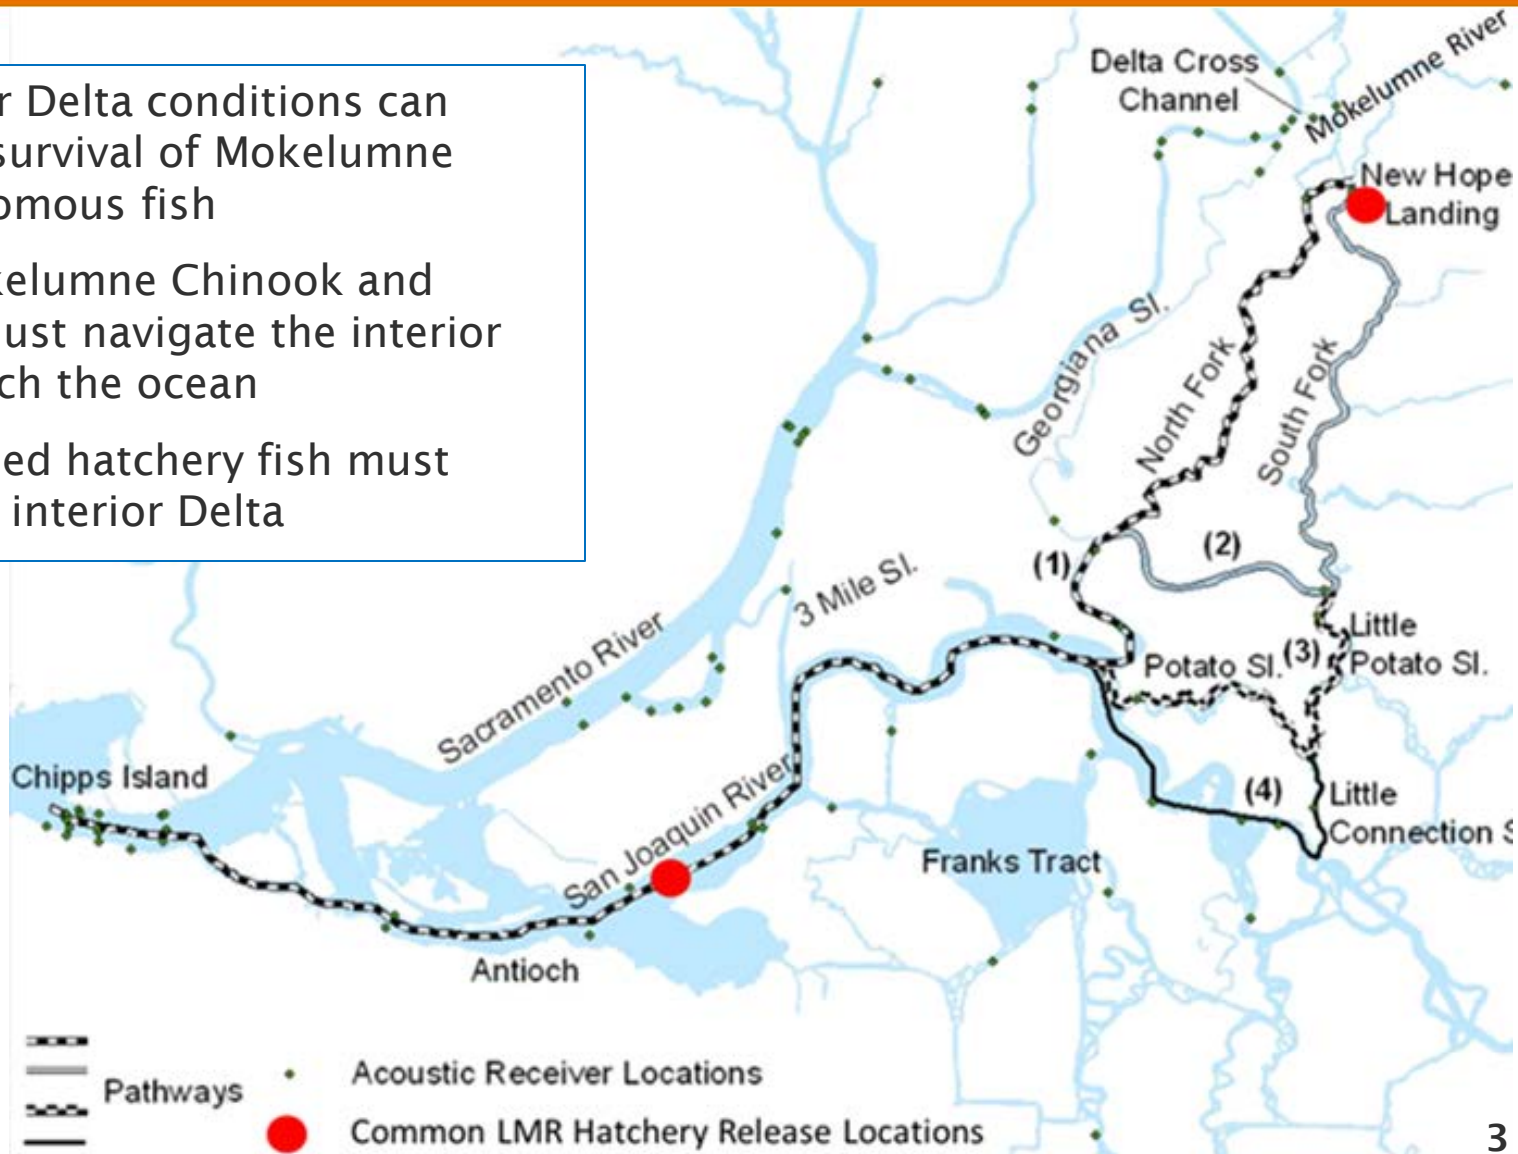 r Delta conditions can
survival of Mokelumne
omous fish
kelumne Chinook and
ust navigate the interior
ch the ocean
ed hatchery fish must
interior Delta
Delta Cross
Channel
Mokelumne River
New Hope
Landing
Georgiana Sl.
North Fork
South Fork
(1)
(2)
3 Mile Sl.
Little
Potato Sl.
(3)
Potato Sl.
Sacramento River
Chipps Island
San Joaquin River
(4)
Little
Connection S
Franks Tract
Antioch
Pathways
Acoustic Receiver Locations
Common LMR Hatchery Release Locations
3